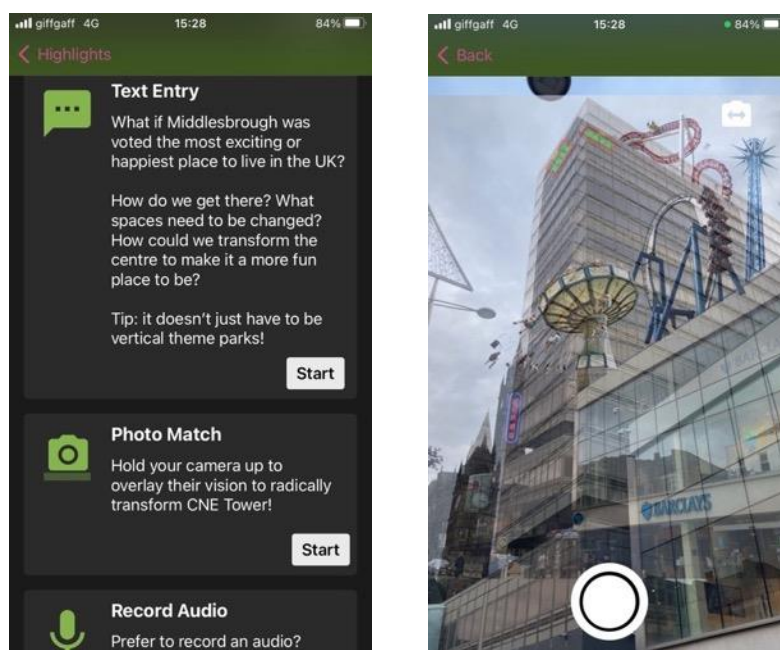 giffgaff 4G 15:28 84%
Highlights
Text Entry
What if Middlesbrough was
voted the most exciting or
happiest place to live in the UK?
How do we get there? What
spaces need to be changed?
How could we transform the
centre to make it a more fun
place to be?
Tip: it doesn't just have to be
vertical theme parks!
Start
Photo Match
Hold your camera up to
overlay their vision to radically
transform CNE Tower!
Start
Record Audio
Prefer to record an audio?
giffgaff 4G 15:28 84%
Back
BARCLAYS